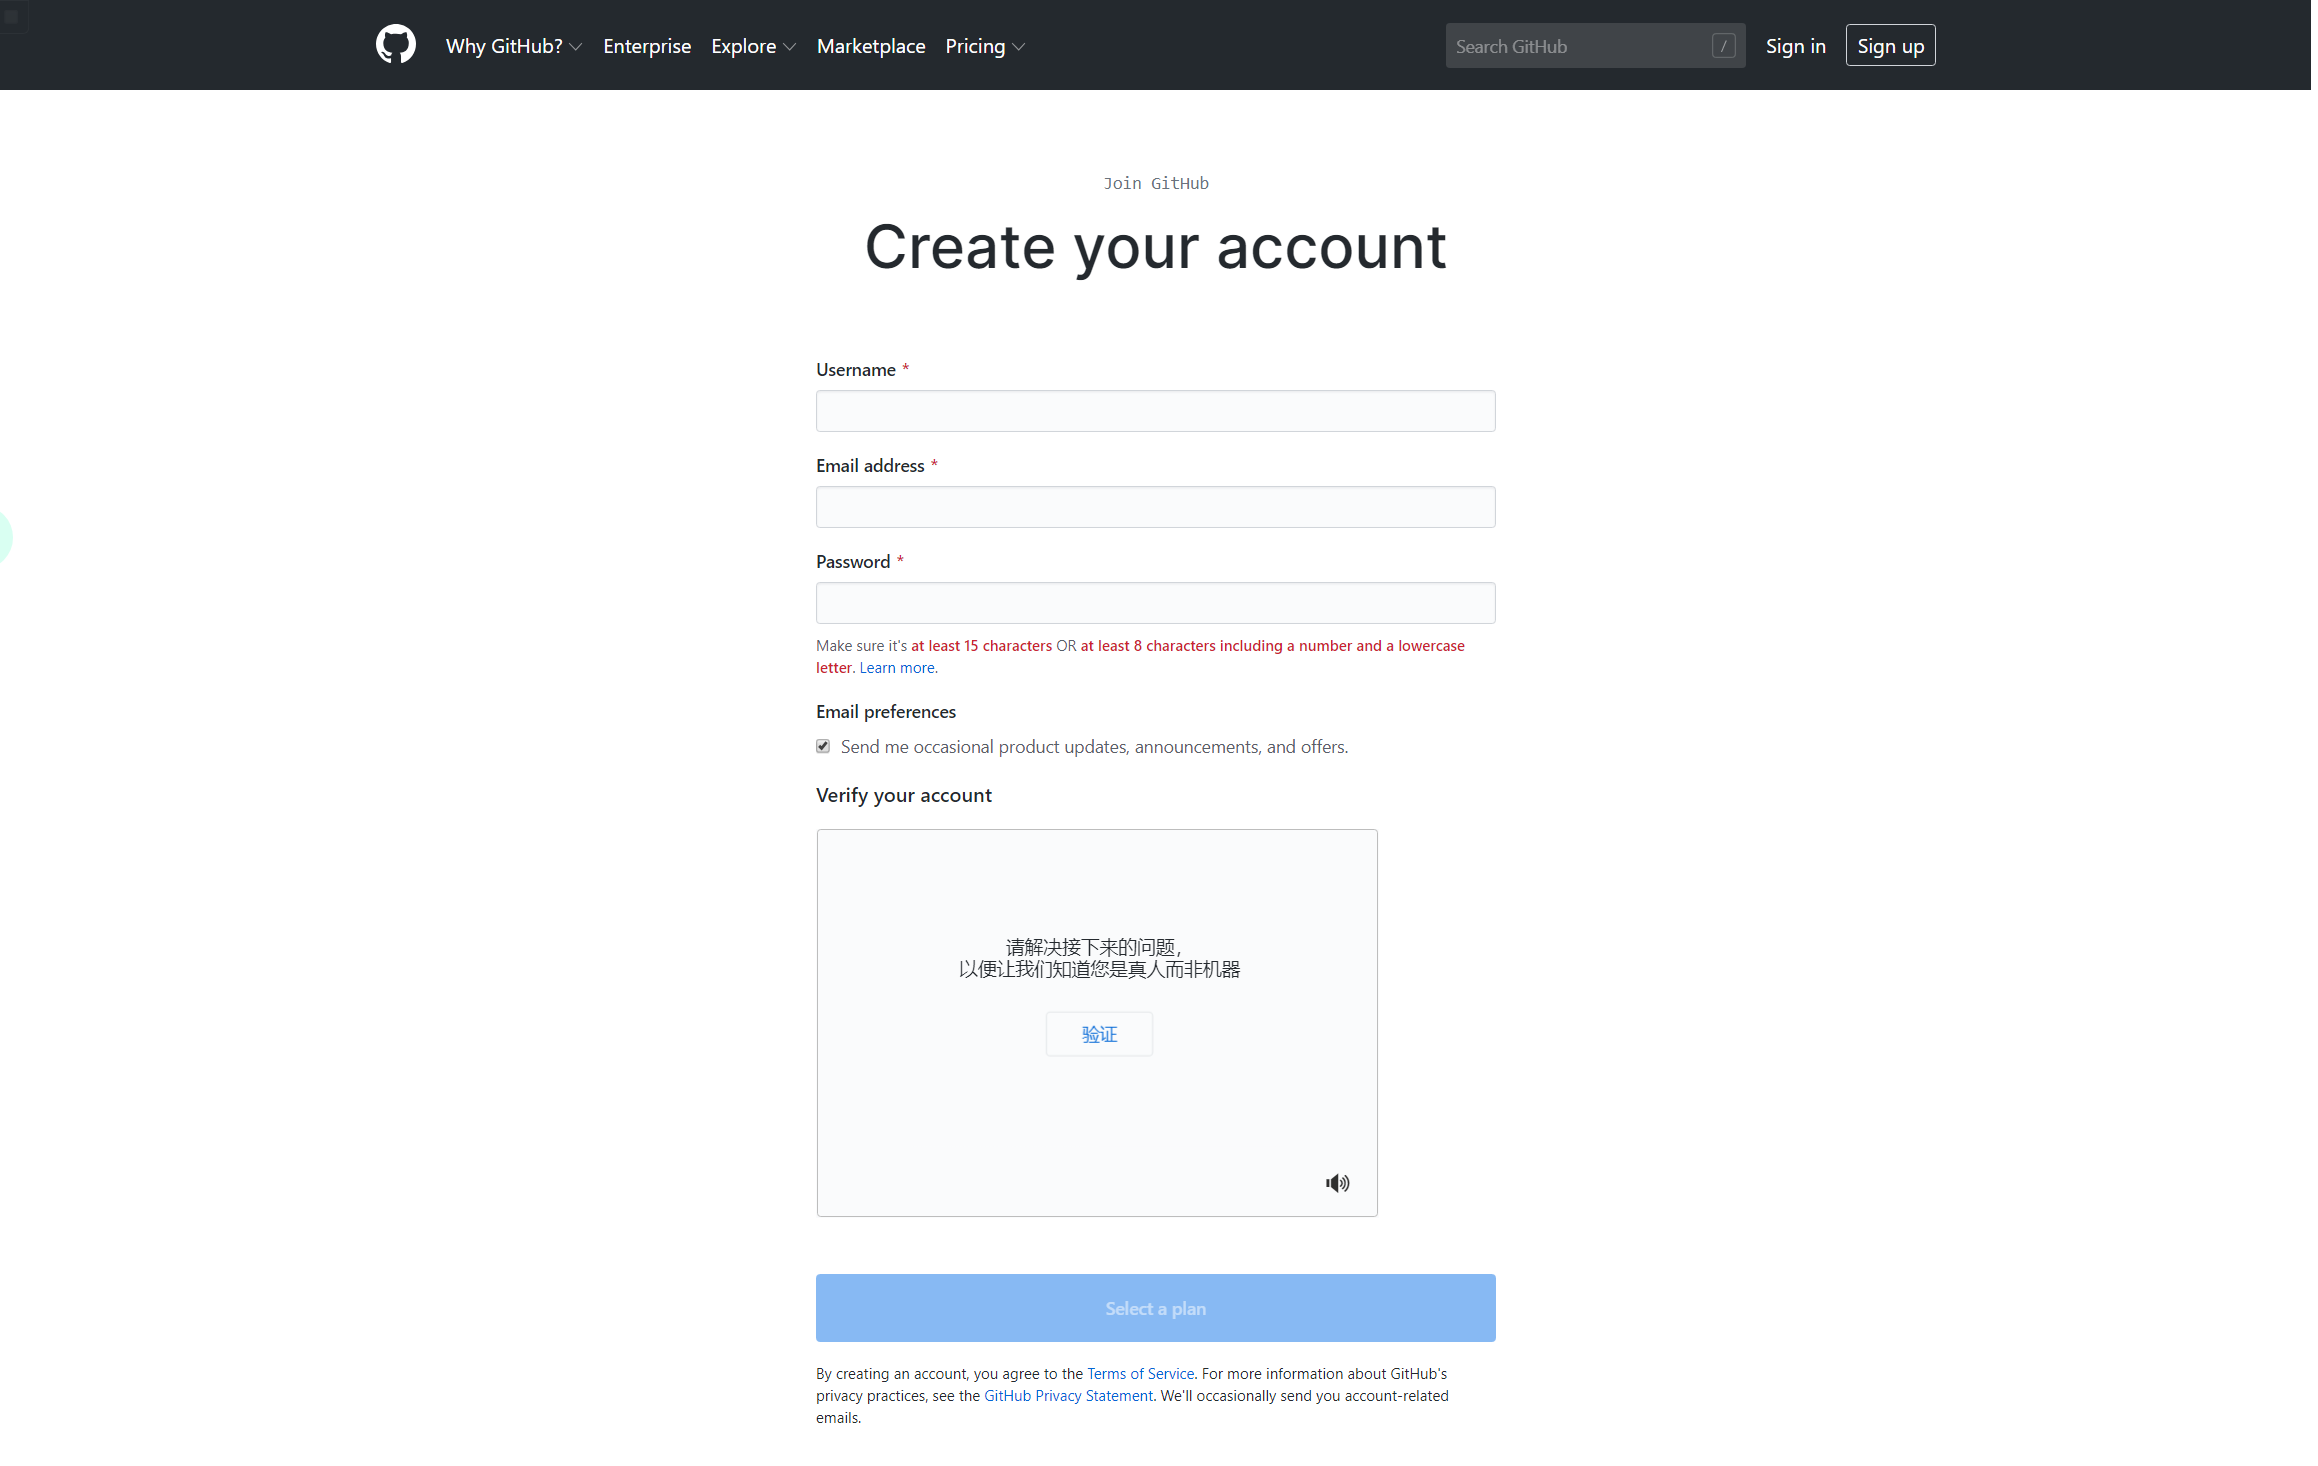 Why GitHub? Enterprise Explore Marketplace Pricing Search GitHub / Sign in Sign up
Join GitHub
Create your account
Username *
Email address *
Password *
Make sure it's at least 15 characters OR at least 8 characters including a number and a lowercase
letter. Learn more.
Email preferences
Send me occasional product updates, announcements, and offers.
Verify your account
请解决接下来的问题，
以便让我们知道您是真人而非机器
验证
Select a plan
By creating an account, you agree to the Terms of Service. For more information about GitHub's
privacy practices, see the GitHub Privacy Statement. We'll occasionally send you account-related
emails.